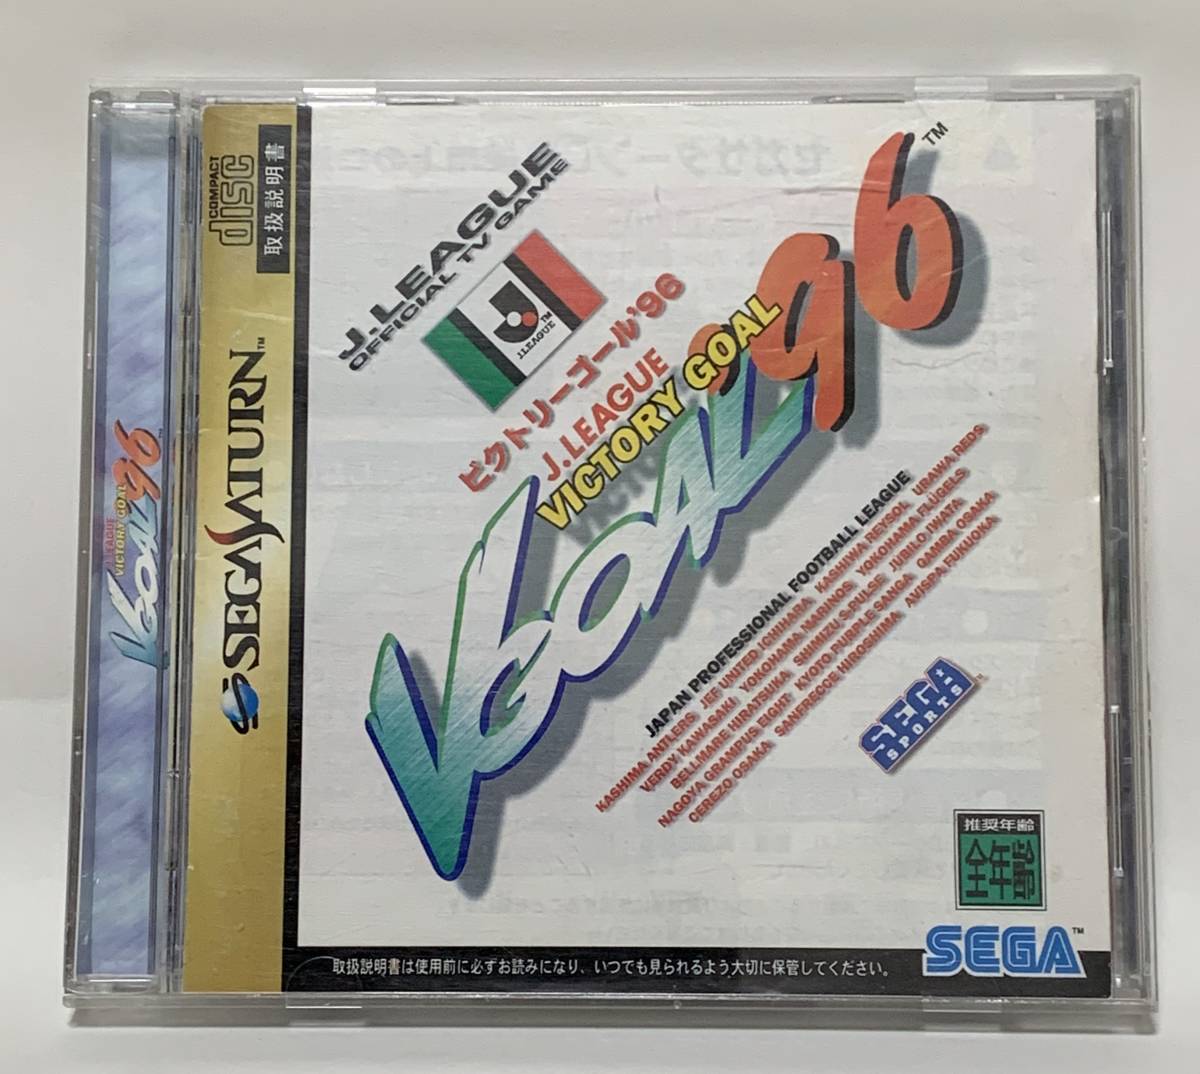 COMPACT
disc
取扱説明書
SEGA SATURN™
J.LEAGUE
OFFICIAL TV GAME
J.LEAGUE™
ビクトリーゴール'96
J.LEAGUE
VICTORY GOAL
V GOAL '96™
JAPAN PROFESSIONAL FOOTBALL LEAGUE
KASHIMA ANTLERS JEF UNITED ICHIHARA KASHIWA REYSOL URAWA REDS
VERDY KAWASAKI YOKOHAMA MARINOS YOKOHAMA FLÜGELS
BELLMARE HIRATSUKA SHIMIZU S-PULSE JUBILO IWATA
NAGOYA GRAMPUS EIGHT KYOTO PURPLE SANGA GAMBA OSAKA
CEREZO OSAKA SANFRECCE HIROSHIMA AVISPA FUKUOKA
SEGA
SPORTS™
推奨年齢
全年齢
SEGA™
取扱説明書は使用前に必ずお読みになり、いつでも見られるよう大切に保管してください。
J.LEAGUE
VICTORY GOAL
V GOAL '96